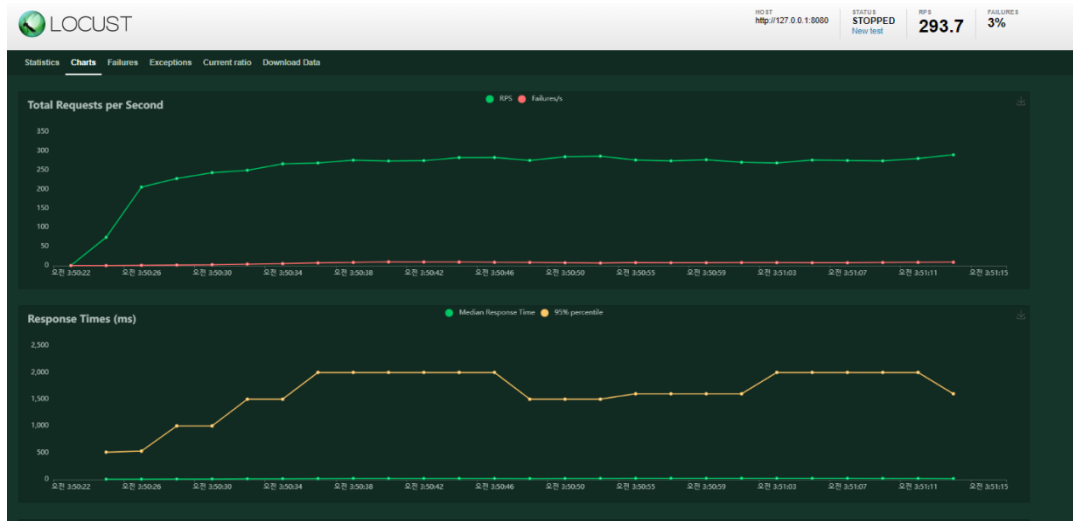 LOCUST
HOST
http://127.0.0.1:8080
STATUS
STOPPED
New test
RPS
293.7
FAILURES
3%
Statistics Charts Failures Exceptions Current ratio Download Data
Total Requests per Second
RPS Failures/s
350
300
250
200
150
100
50
0
오전 3:50:22 오전 3:50:26 오전 3:50:30 오전 3:50:34 오전 3:50:38 오전 3:50:42 오전 3:50:46 오전 3:50:50 오전 3:50:55 오전 3:50:59 오전 3:51:03 오전 3:51:07 오전 3:51:11 오전 3:51:15
Response Times (ms)
Median Response Time 95% percentile
2,500
2,000
1,500
1,000
500
0
오전 3:50:22 오전 3:50:26 오전 3:50:30 오전 3:50:34 오전 3:50:38 오전 3:50:42 오전 3:50:46 오전 3:50:50 오전 3:50:55 오전 3:50:59 오전 3:51:03 오전 3:51:07 오전 3:51:11 오전 3:51:15